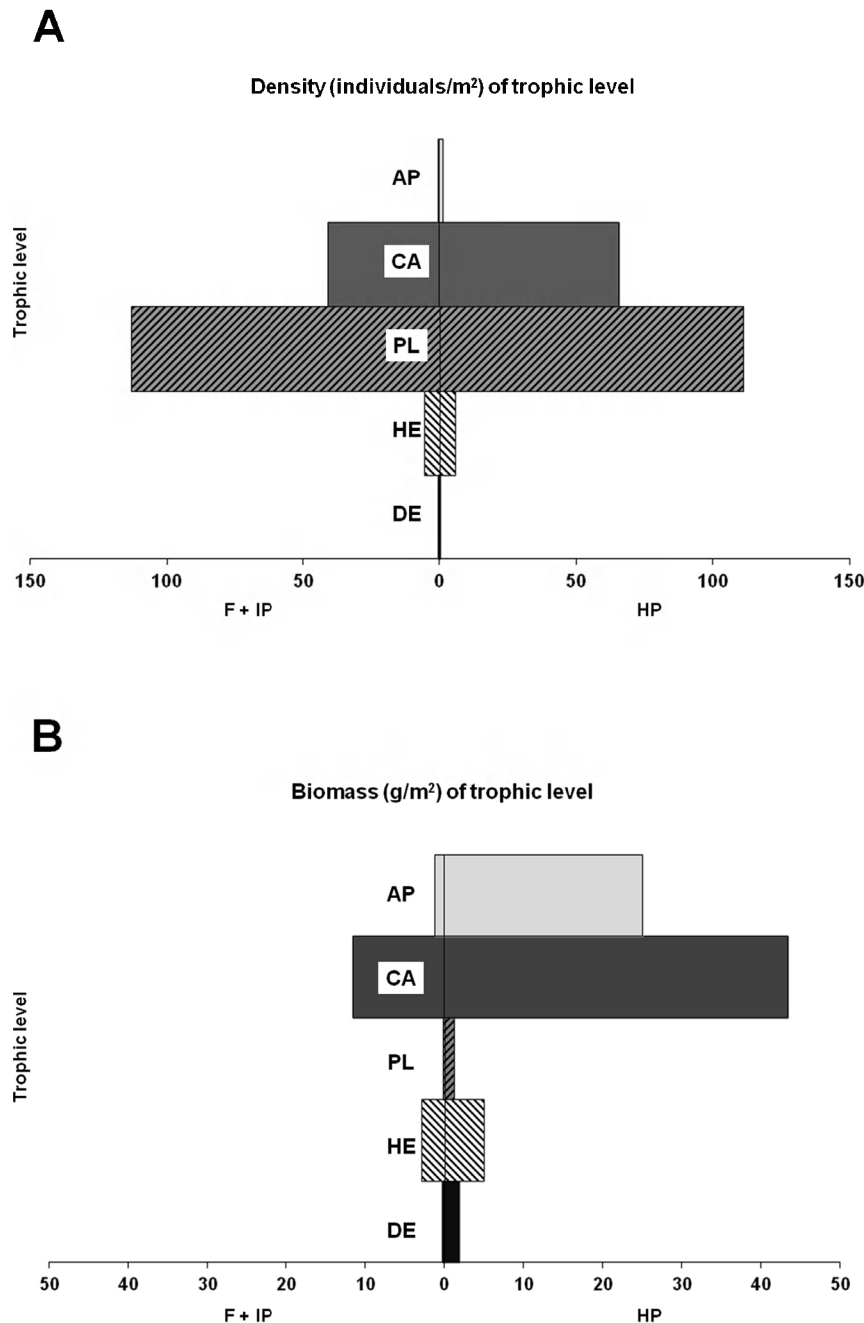 A
Density (individuals/m²) of trophic level
Trophic level
AP
CA
PL
HE
DE
150 100 50 0 50 100 150
F + IP HP
B
Biomass (g/m²) of trophic level
Trophic level
AP
CA
PL
HE
DE
50 40 30 20 10 0 10 20 30 40 50
F + IP HP